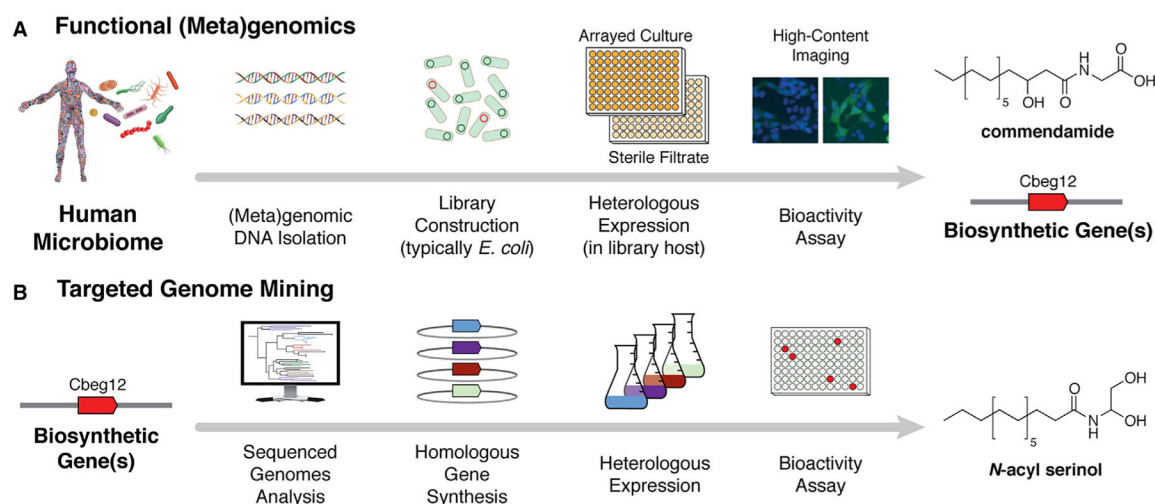 A Functional (Meta)genomics
Arrayed Culture
Sterile Filtrate
High-Content
Imaging
5
OH
O
H
N
O
OH
commendamide
Human
Microbiome
(Meta)genomic
DNA Isolation
Library
Construction
(typically E. coli)
Heterologous
Expression
(in library host)
Bioactivity
Assay
Cbeg12
Biosynthetic Gene(s)
B Targeted Genome Mining
Cbeg12
Biosynthetic
Gene(s)
Sequenced
Genomes
Analysis
Homologous
Gene
Synthesis
Heterologous
Expression
Bioactivity
Assay
5
O
N
H
OH
OH
N-acyl serinol